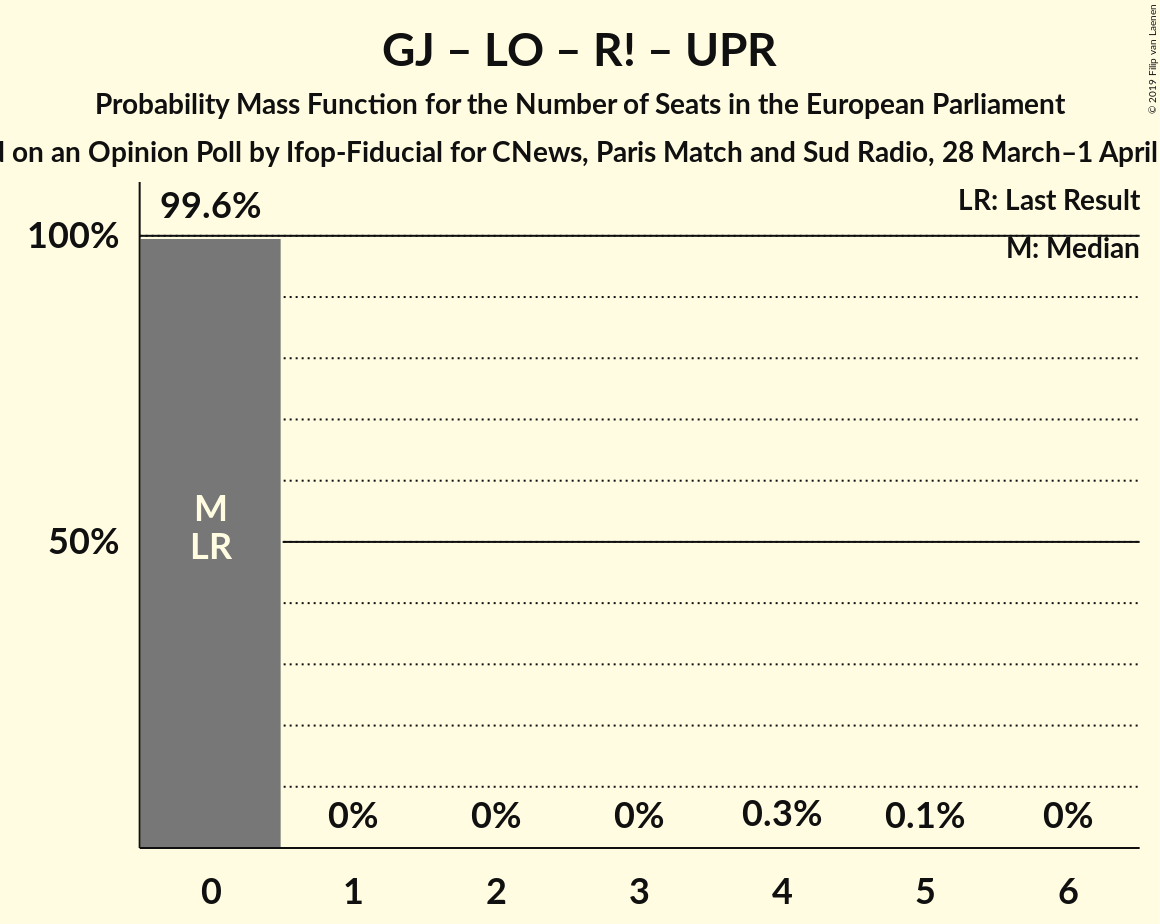 GJ – LO – R! – UPR
Probability Mass Function for the Number of Seats in the European Parliament
on an Opinion Poll by Ifop-Fiducial for CNews, Paris Match and Sud Radio, 28 March–1 April
© 2019 Filip van Laenen
LR: Last Result
M: Median
99.6%
100%
50%
M
LR
0% 0% 0% 0.3% 0.1% 0%
0 1 2 3 4 5 6